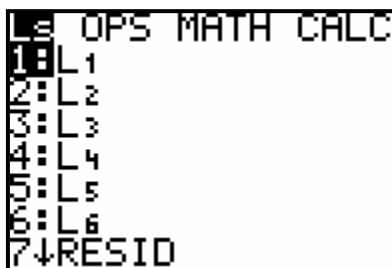 Ls OPS MATH CALC
1:L₁
2:L₂
3:L₃
4:L₄
5:L₅
6:L₆
7↓RESID